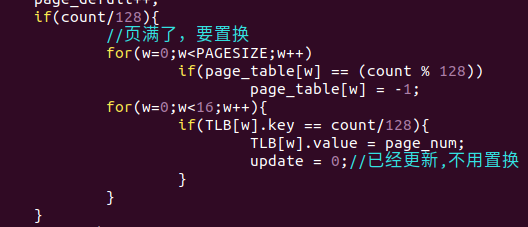 page_defult++;
if(count/128){
//页满了，要置换
for(w=0;w<PAGESIZE;w++)
if(page_table[w] == (count % 128))
page_table[w] = -1;
for(w=0;w<16;w++){
if(TLB[w].key == count/128){
TLB[w].value = page_num;
update = 0;//已经更新,不用置换
}
}
}